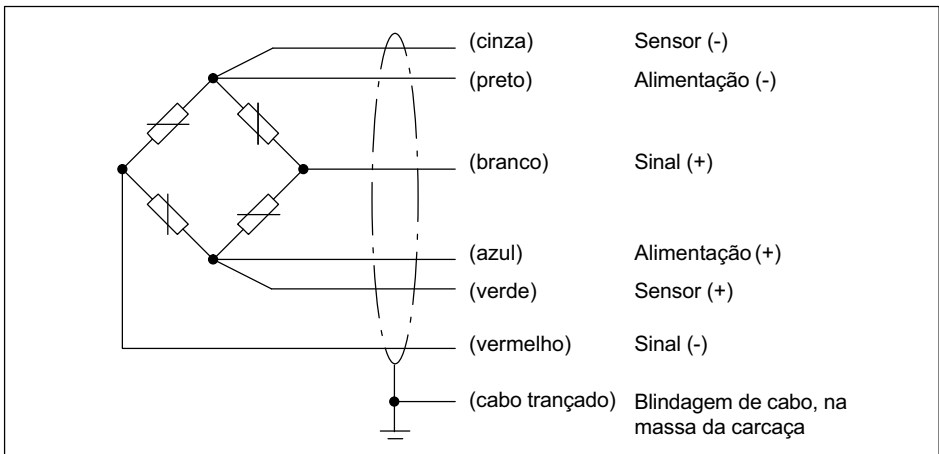 (cinza) Sensor (-)
(preto) Alimentação (-)
(branco) Sinal (+)
(azul) Alimentação (+)
(verde) Sensor (+)
(vermelho) Sinal (-)
(cabo trançado) Blindagem de cabo, na
massa da carcaça